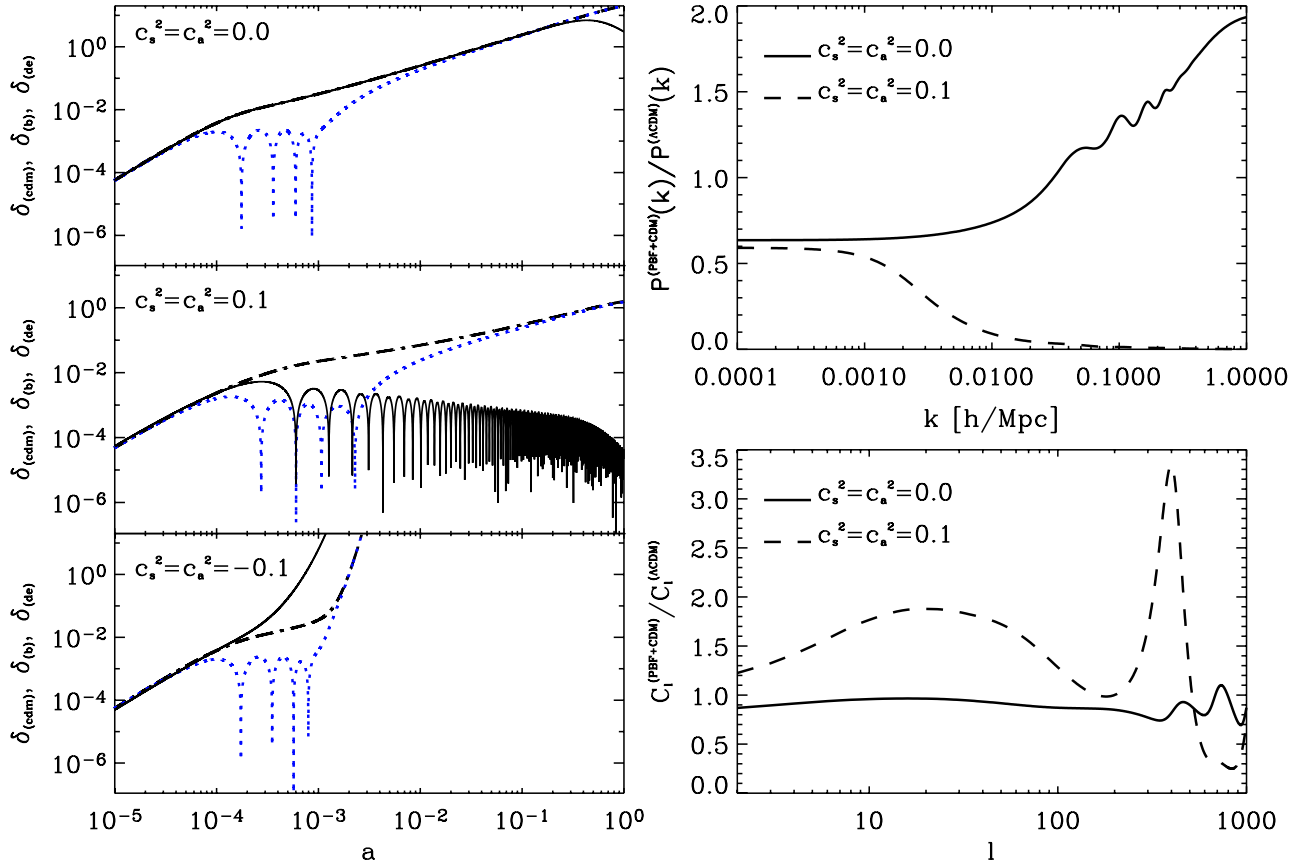 c_s^2=c_a^2=0.0
10^0
10^-2
10^-4
10^-6
δ_(cdm), δ_(b), δ_(de)
c_s^2=c_a^2=0.1
10^0
10^-2
10^-4
10^-6
δ_(cdm), δ_(b), δ_(de)
c_s^2=c_a^2=−0.1
10^0
10^-2
10^-4
10^-6
δ_(cdm), δ_(b), δ_(de)
10^-5 10^-4 10^-3 10^-2 10^-1 10^0
a
2.0
1.5
1.0
0.5
0.0
P^(PBF+CDM)(k)/P^(ΛCDM)(k)
c_s^2=c_a^2=0.0
c_s^2=c_a^2=0.1
0.0001 0.0010 0.0100 0.1000 1.0000
k [h/Mpc]
3.5
3.0
2.5
2.0
1.5
1.0
0.5
0.0
C_l^(PBF+CDM)/C_l^(ΛCDM)
c_s^2=c_a^2=0.0
c_s^2=c_a^2=0.1
10 100 1000
l